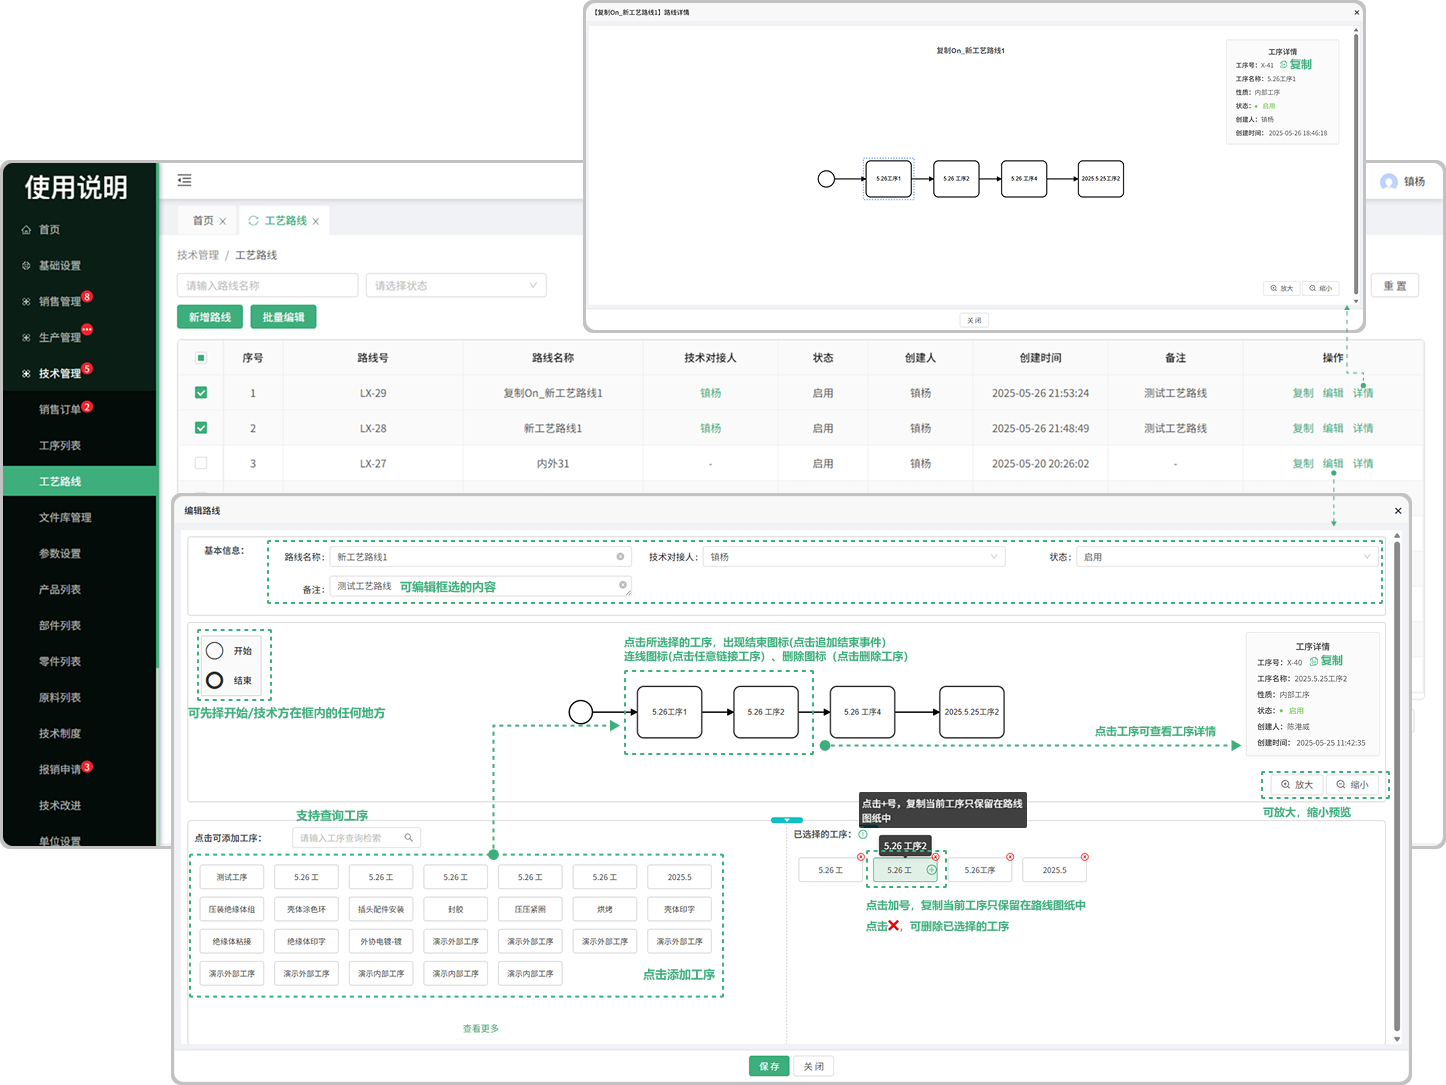 【复制On_新工艺路线1】路线详情
复制On_新工艺路线1
工序详情
工序号: X-41 复制
工序名称: 5.26工序1
性质: 内部工序
状态: 启用
创建人: 镇杨
创建时间: 2025-05-26 18:46:18
5.26工序1
5.26 工序2
5.26 工序4
2025.5.25工序2
放大
缩小
关 闭
使用说明
首页
基础设置
销售管理 8
生产管理
技术管理 5
销售订单 2
工序列表
工艺路线
文件库管理
参数设置
产品列表
部件列表
零件列表
原料列表
技术制度
报销申请 3
技术改进
单位设置
镇杨
首页
工艺路线
技术管理 / 工艺路线
请输入路线名称
请选择状态
重 置
新增路线
批量编辑
序号 路线号 路线名称 技术对接人 状态 创建人 创建时间 备注 操作
1 LX-29 复制On_新工艺路线1 镇杨 启用 镇杨 2025-05-26 21:53:24 测试工艺路线 复制 编辑 详情
2 LX-28 新工艺路线1 镇杨 启用 镇杨 2025-05-26 21:48:49 测试工艺路线 复制 编辑 详情
3 LX-27 内外31 - 启用 镇杨 2025-05-20 20:26:02 - 复制 编辑 详情
编辑路线
基本信息:
路线名称: 新工艺路线1
技术对接人: 镇杨
状态: 启用
备注: 测试工艺路线
可编辑框选的内容
开始
结束
可先择开始/技术方在框内的任何地方
点击所选择的工序，出现结束图标(点击追加结束事件)
连线图标(点击任意链接工序）、删除图标（点击删除工序）
5.26工序1
5.26 工序2
5.26 工序4
2025.5.25工序2
点击工序可查看工序详情
工序详情
工序号: X-40 复制
工序名称: 2025.5.25工序2
性质: 内部工序
状态: 启用
创建人: 陈港威
创建时间: 2025-05-25 11:42:35
放大
缩小
可放大，缩小预览
支持查询工序
点击可添加工序:
请输入工序查询检索
测试工序 5.26 工 5.26 工 5.26 工 5.26 工 5.26 工 2025.5
压装绝缘体组 壳体涂色环 插头配件安装 封胶 压压紧圈 烘烤 壳体印字
绝缘体粘接 绝缘体印字 外协电镀-镀 演示外部工序 演示外部工序 演示外部工序 演示外部工序
演示外部工序 演示外部工序 演示内部工序 演示内部工序 演示内部工序
点击添加工序
查看更多
点击+号，复制当前工序只保留在路线
图纸中
已选择的工序:
5.26 工序2
5.26 工
5.26 工
5.26工序
2025.5
点击加号，复制当前工序只保留在路线图纸中
点击❌，可删除已选择的工序
保 存
关 闭